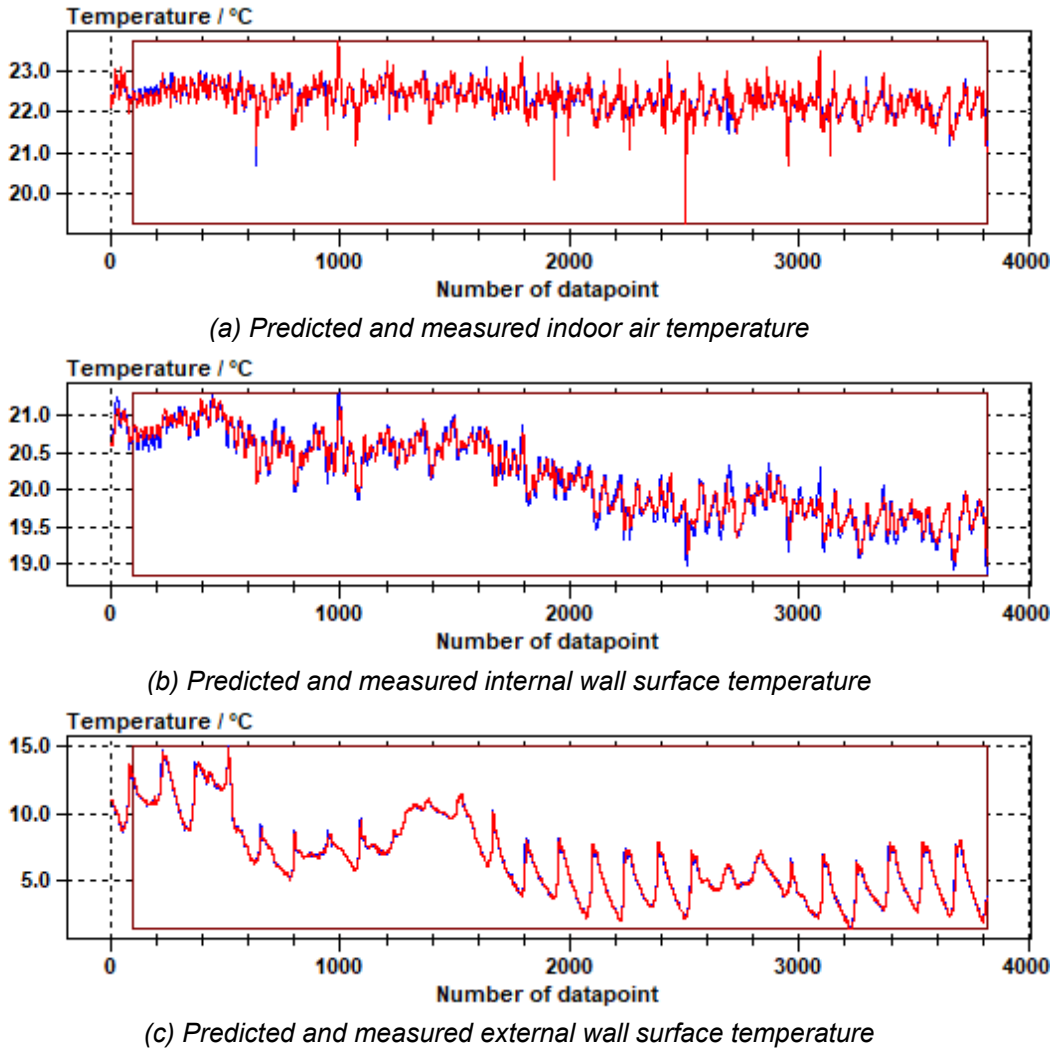 Temperature / ºC
23.0
22.0
21.0
20.0
0 1000 2000 3000 4000
Number of datapoint
(a) Predicted and measured indoor air temperature
Temperature / ºC
21.0
20.5
20.0
19.5
19.0
0 1000 2000 3000 4000
Number of datapoint
(b) Predicted and measured internal wall surface temperature
Temperature / ºC
15.0
10.0
5.0
0 1000 2000 3000 4000
Number of datapoint
(c) Predicted and measured external wall surface temperature